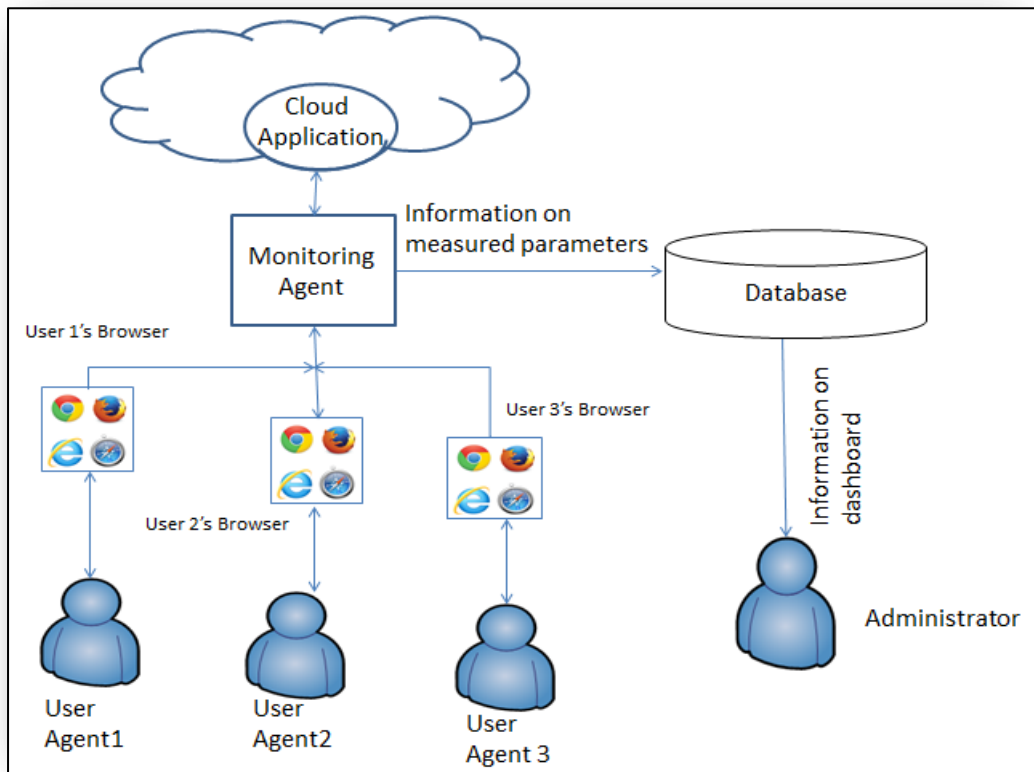 Cloud
Application
Information on
measured parameters
Monitoring
Agent
Database
User 1's Browser
User 3's Browser
User 2's Browser
Information on
dashboard
Administrator
User
Agent1
User
Agent2
User
Agent 3